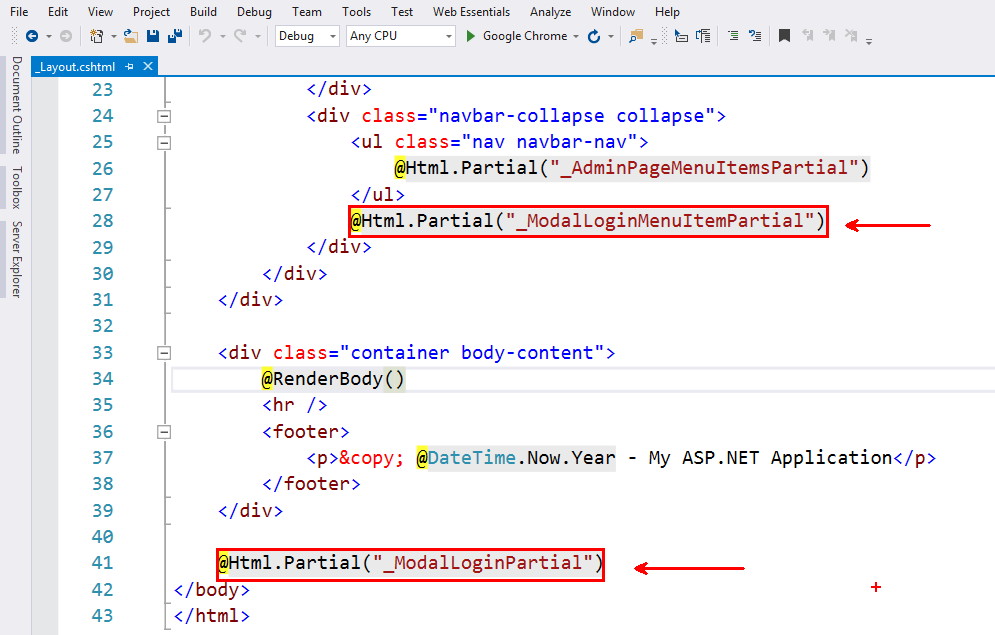 File Edit View Project Build Debug Team Tools Test Web Essentials Analyze Window Help
Debug Any CPU Google Chrome
_Layout.cshtml
Document Outline
Toolbox
Server Explorer
23 </div>
24 <div class="navbar-collapse collapse">
25 <ul class="nav navbar-nav">
26 @Html.Partial("_AdminPageMenuItemsPartial")
27 </ul>
28 @Html.Partial("_ModalLoginMenuItemPartial")
29 </div>
30 </div>
31 </div>
32
33 <div class="container body-content">
34 @RenderBody()
35 <hr />
36 <footer>
37 <p>&copy; @DateTime.Now.Year - My ASP.NET Application</p>
38 </footer>
39 </div>
40
41 @Html.Partial("_ModalLoginPartial")
42 </body>
43 </html>